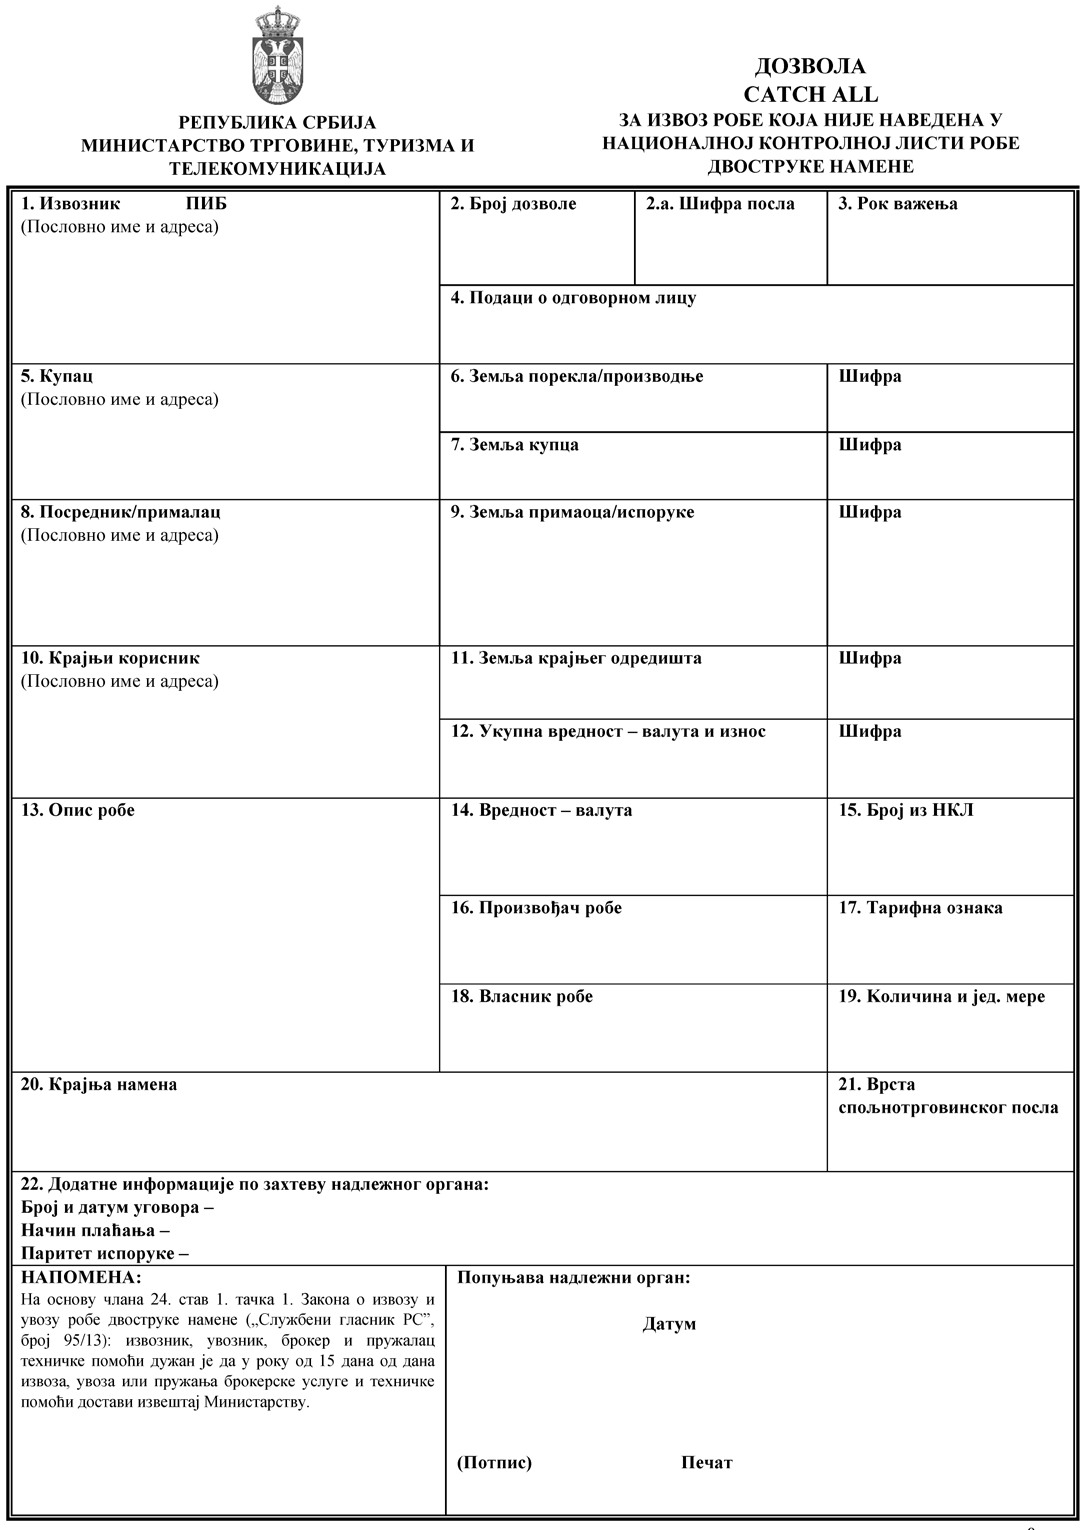 РЕПУБЛИКА СРБИЈА
МИНИСТАРСТВО ТРГОВИНЕ, ТУРИЗМА И
ТЕЛЕКОМУНИКАЦИЈА
ДОЗВОЛА
CATCH ALL
ЗА ИЗВОЗ РОБЕ КОЈА НИЈЕ НАВЕДЕНА У
НАЦИОНАЛНОЈ КОНТРОЛНОЈ ЛИСТИ РОБЕ
ДВОСТРУКЕ НАМЕНЕ
1. Извозник ПИБ
(Пословно име и адреса)
2. Број дозволе
2.а. Шифра посла
3. Рок важења
4. Подаци о одговорном лицу
5. Купац
(Пословно име и адреса)
6. Земља порекла/производње
Шифра
7. Земља купца
Шифра
8. Посредник/прималац
(Пословно име и адреса)
9. Земља примаоца/испоруке
Шифра
10. Крајњи корисник
(Пословно име и адреса)
11. Земља крајњег одредишта
Шифра
12. Укупна вредност – валута и износ
Шифра
13. Опис робе
14. Вредност – валута
15. Број из НКЛ
16. Произвођач робе
17. Тарифна ознака
18. Власник робе
19. Количина и јед. мере
20. Крајња намена
21. Врста
спољнотрговинског посла
22. Додатне информације по захтеву надлежног органа:
Број и датум уговора –
Начин плаћања –
Паритет испоруке –
НАПОМЕНА:
На основу члана 24. став 1. тачка 1. Закона о извозу и
увозу робе двоструке намене („Службени гласник РС”,
број 95/13): извозник, увозник, брокер и пружалац
техничке помоћи дужан је да у року од 15 дана од дана
извоза, увоза или пружања брокерске услуге и техничке
помоћи достави извештај Министарству.
Попуњава надлежни орган:
Датум
(Потпис) Печат